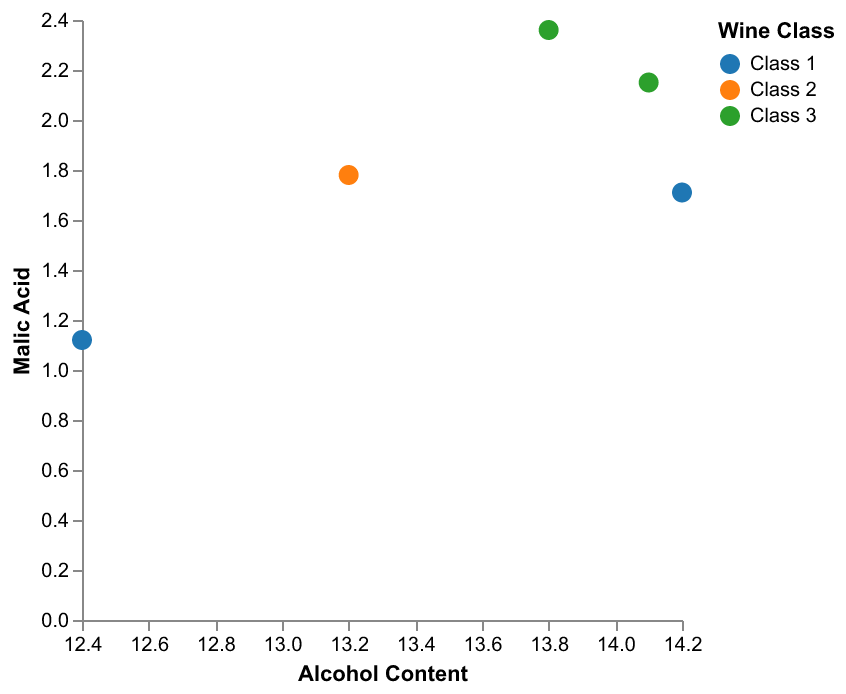 Wine Class
Class 1
Class 2
Class 3
Malic Acid
2.4
2.2
2.0
1.8
1.6
1.4
1.2
1.0
0.8
0.6
0.4
0.2
0.0
12.4 12.6 12.8 13.0 13.2 13.4 13.6 13.8 14.0 14.2
Alcohol Content